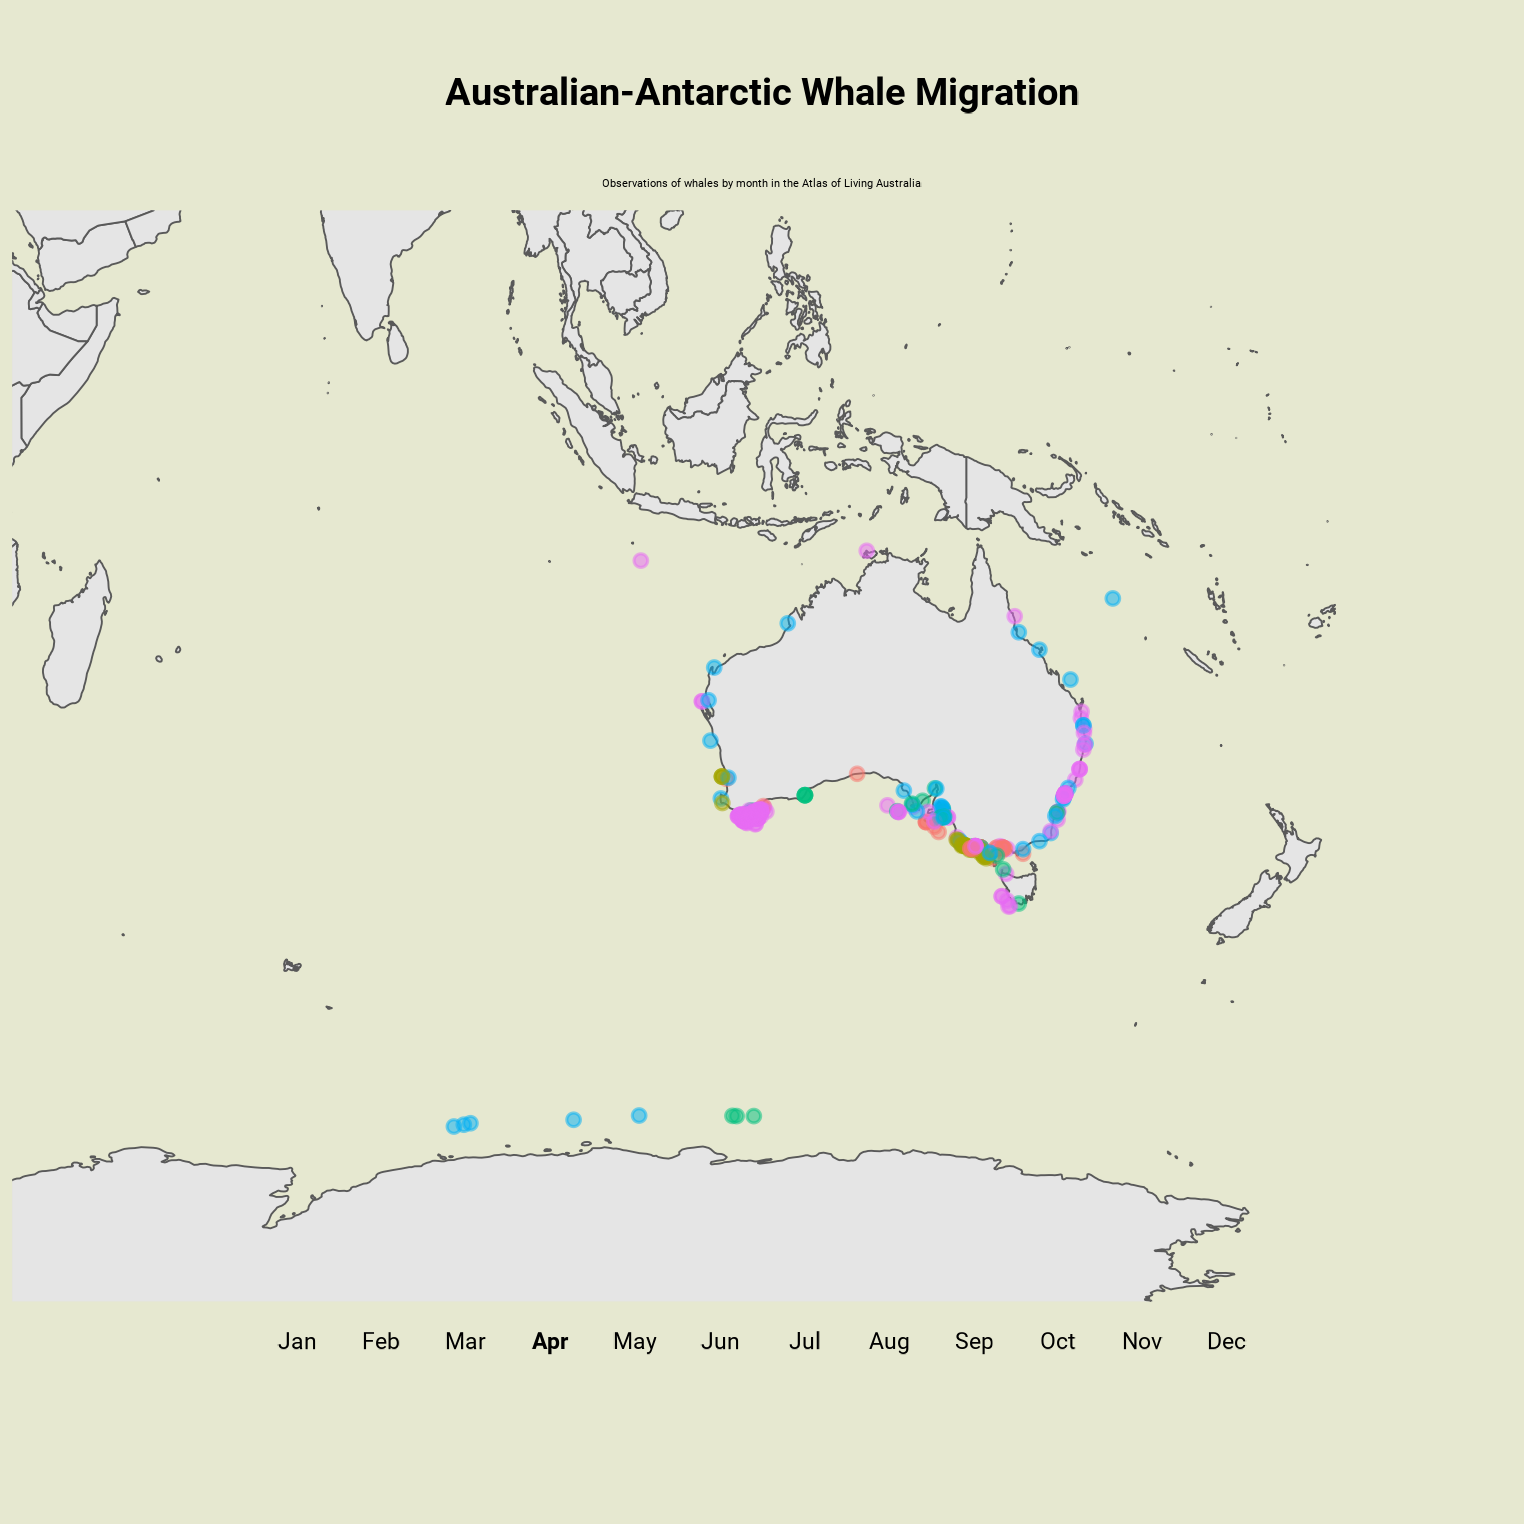 Australian-Antarctic Whale Migration
Observations of whales by month in the Atlas of Living Australia
Jan Feb Mar Apr May Jun Jul Aug Sep Oct Nov Dec